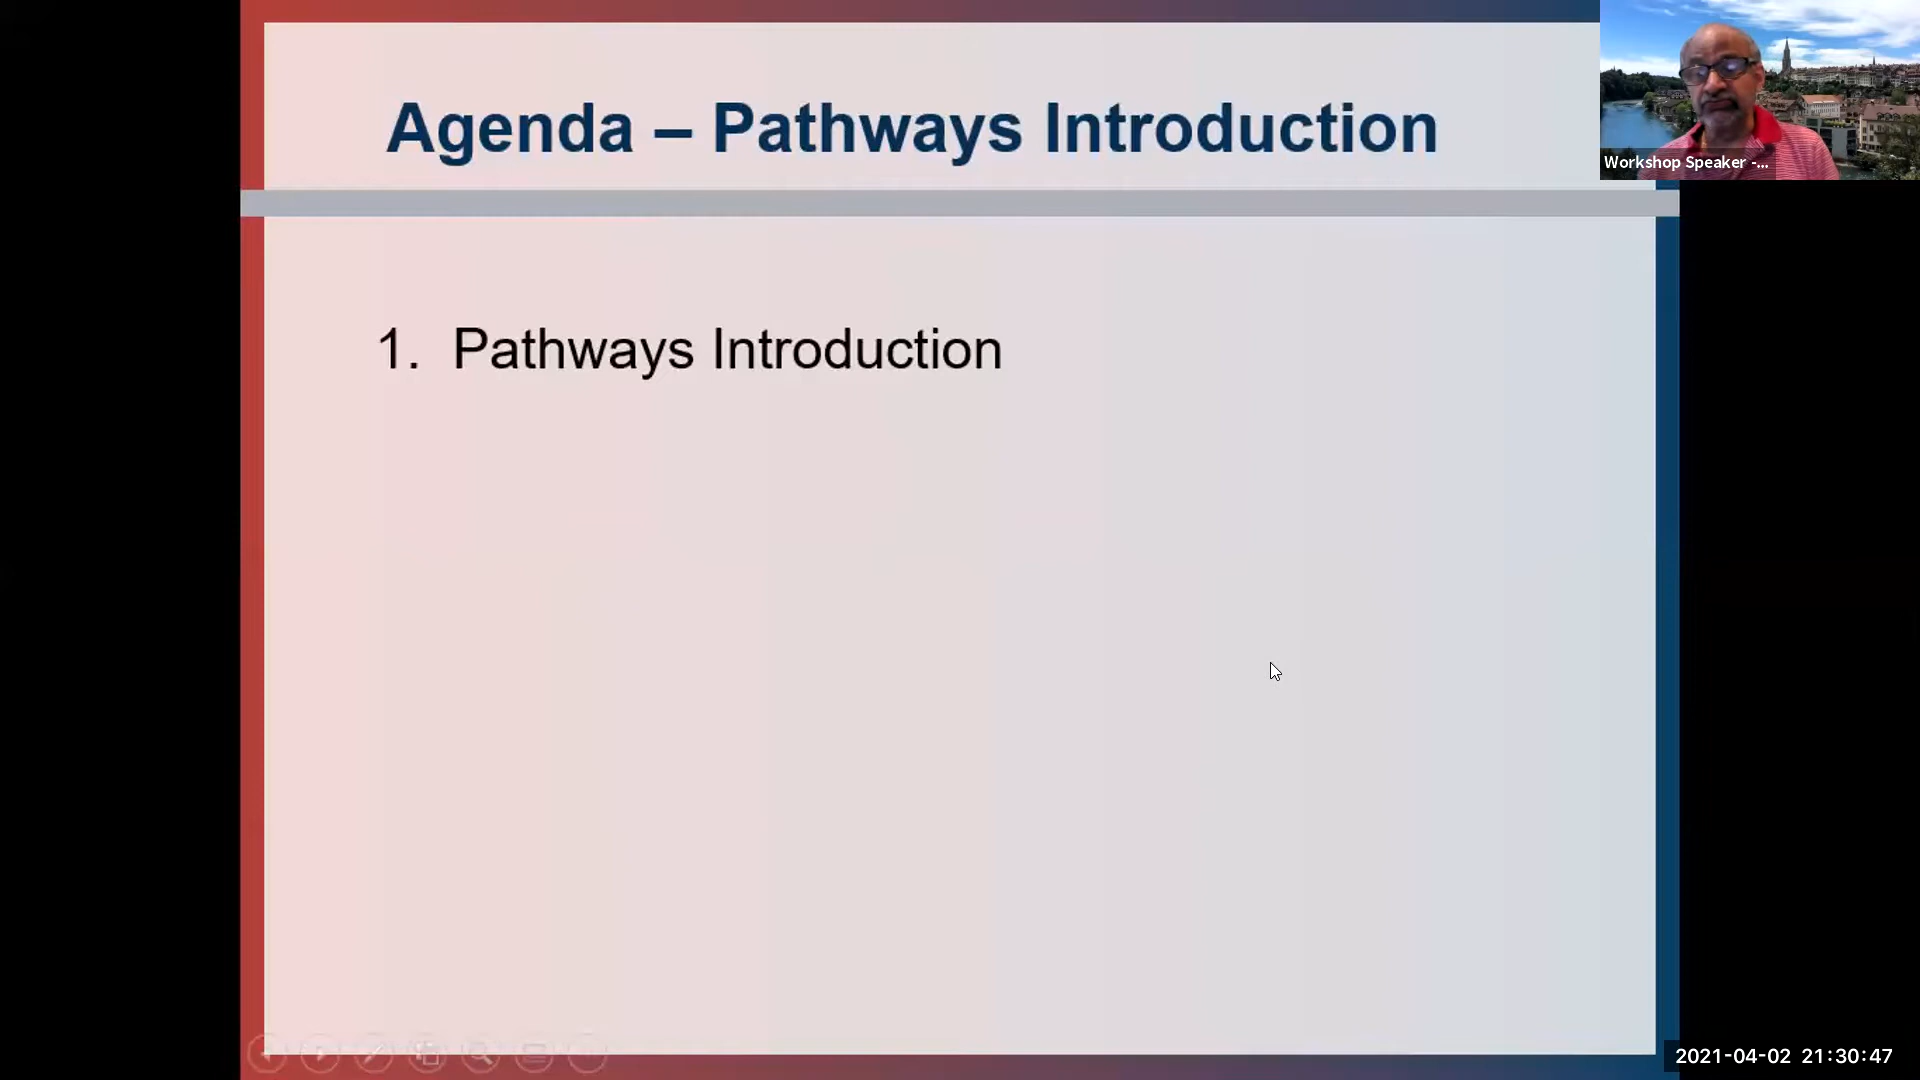 Agenda – Pathways Introduction
Workshop Speaker -...
1. Pathways Introduction
2021-04-02 21:30:47